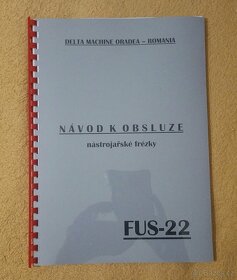 DELTA MACHINE ORADEA – ROMANIA
NÁVOD K OBSLUZE
nástrojařské frézky
FUS-22